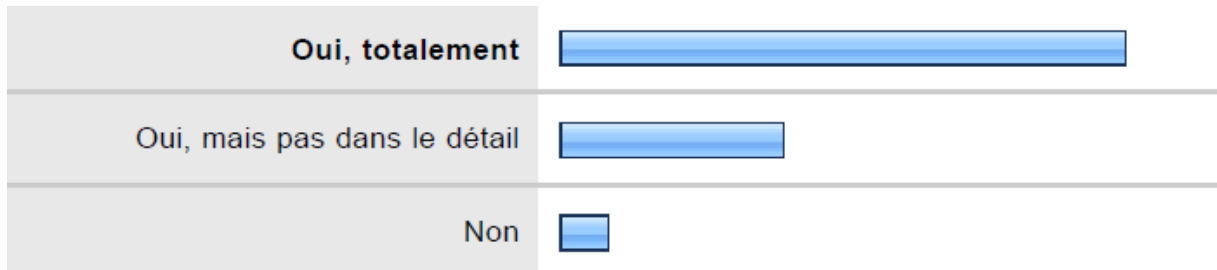 Oui, totalement
Oui, mais pas dans le détail
Non